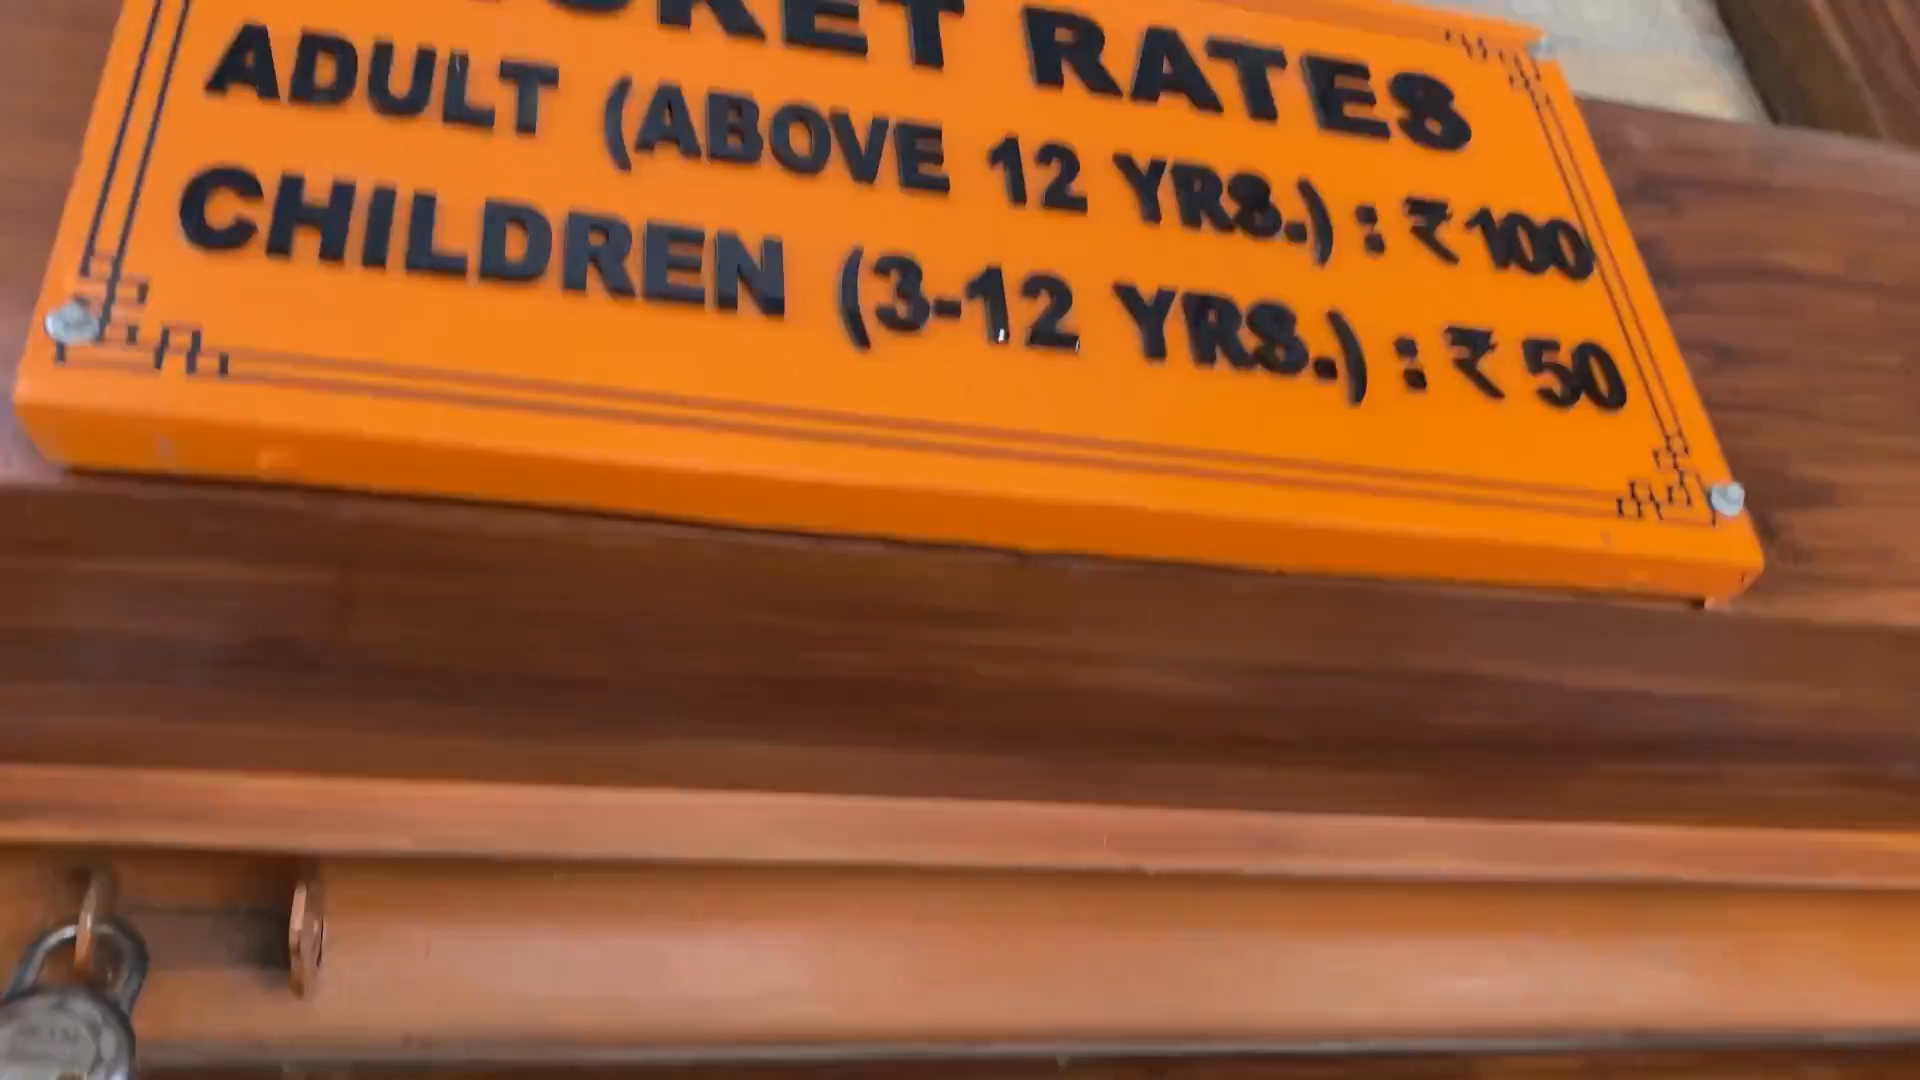 RATES
ADULT (ABOVE 12 YRS.) : ₹ 100
CHILDREN (3-12 YRS.) : ₹ 50